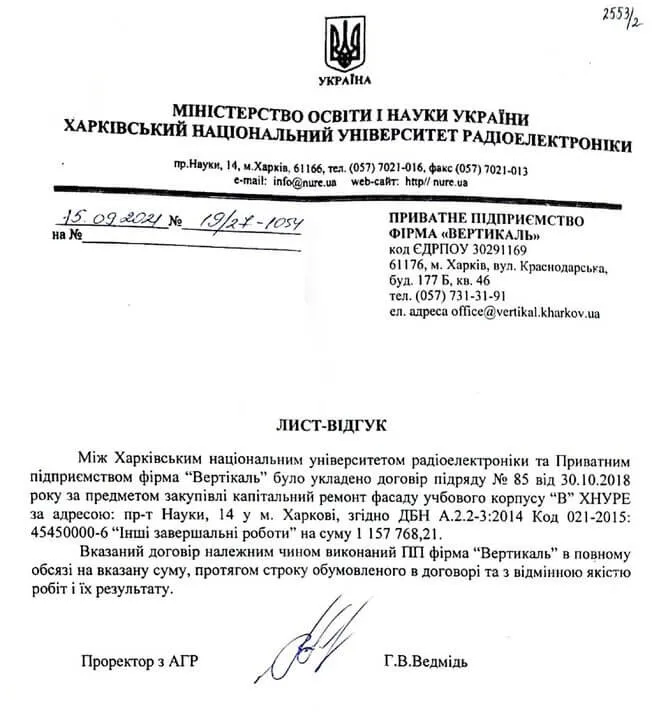 2553/2
УКРАЇНА
МІНІСТЕРСТВО ОСВІТИ І НАУКИ УКРАЇНИ
ХАРКІВСЬКИЙ НАЦІОНАЛЬНИЙ УНІВЕРСИТЕТ РАДІОЕЛЕКТРОНІКИ
пр.Науки, 14, м.Харків, 61166, тел. (057) 7021-016, факс (057) 7021-013
e-mail: info@nure.ua web-сайт: http// nure.ua
15.09.2021 № 19/27-1054
на №
ПРИВАТНЕ ПІДПРИЄМСТВО
ФІРМА «ВЕРТИКАЛЬ»
код ЄДРПОУ 30291169
61176, м. Харків, вул. Краснодарська,
буд. 177 Б, кв. 46
тел. (057) 731-31-91
ел. адреса office@vertikal.kharkov.ua
ЛИСТ-ВІДГУК
Між Харківським національним університетом радіоелектроніки та Приватним
підприємством фірма “Вертікаль” було укладено договір підряду № 85 від 30.10.2018
року за предметом закупівлі капітальний ремонт фасаду учбового корпусу “В” ХНУРЕ
за адресою: пр-т Науки, 14 у м. Харкові, згідно ДБН А.2.2-3:2014 Код 021-2015:
45450000-6 “Інші завершальні роботи” на суму 1 157 768,21.
Вказаний договір належним чином виконаний ПП фірма “Вертикаль” в повному
обсязі на вказану суму, протягом строку обумовленого в договорі та з відмінною якістю
робіт і їх результату.
Проректор з АГР Г.В.Ведмідь